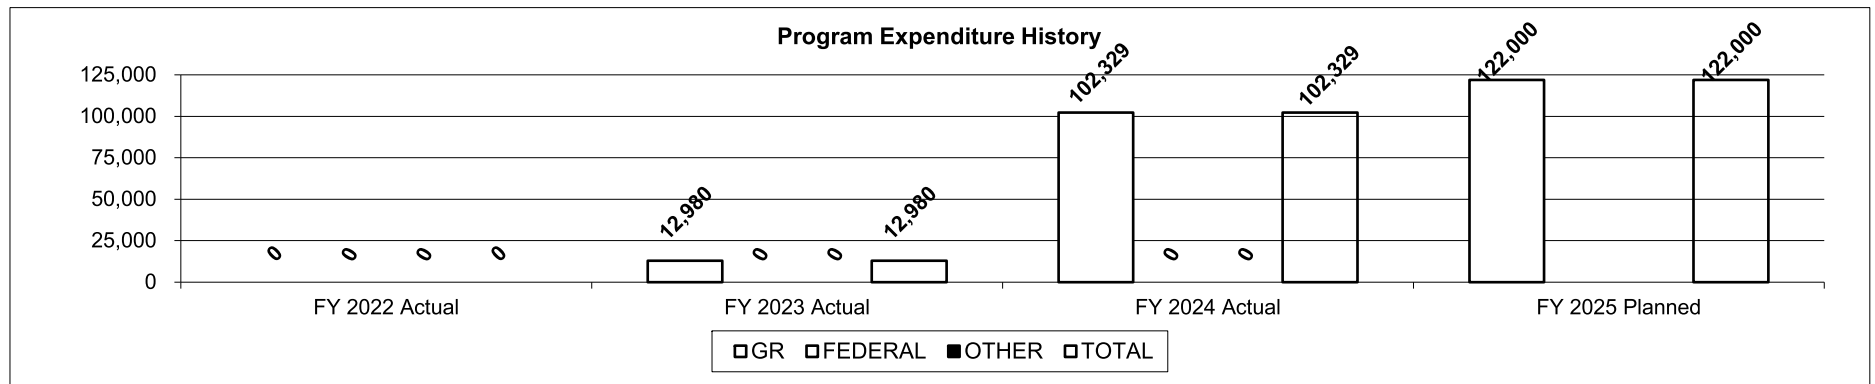 Program Expenditure History
125,000
100,000
75,000
50,000
25,000
0
0 0 0 0
12,980 0 0 12,980
102,329 0 0 102,329
122,000 122,000
FY 2022 Actual FY 2023 Actual FY 2024 Actual FY 2025 Planned
GR FEDERAL OTHER TOTAL